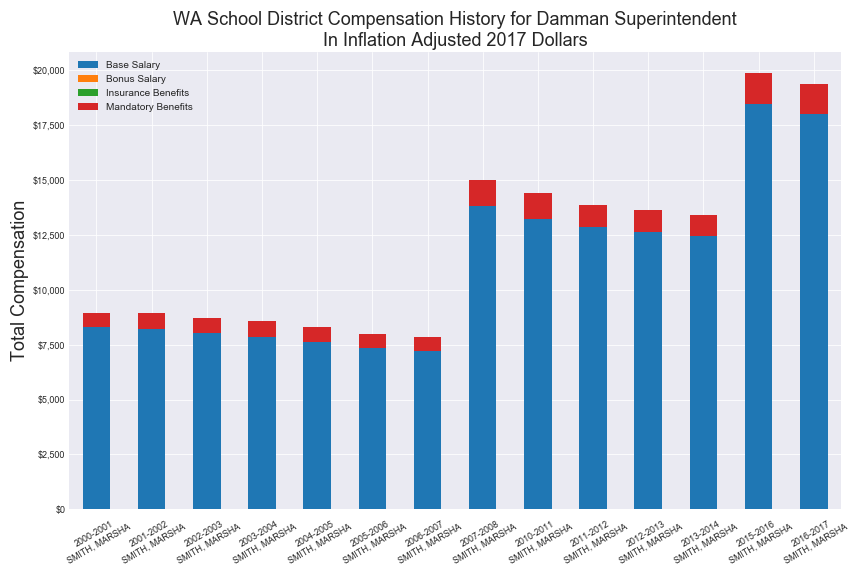 WA School District Compensation History for Damman Superintendent
In Inflation Adjusted 2017 Dollars
Base Salary
Bonus Salary
Insurance Benefits
Mandatory Benefits
Total Compensation
$20,000
$17,500
$15,000
$12,500
$10,000
$7,500
$5,000
$2,500
$0
2000-2001
SMITH, MARSHA
2001-2002
SMITH, MARSHA
2002-2003
SMITH, MARSHA
2003-2004
SMITH, MARSHA
2004-2005
SMITH, MARSHA
2005-2006
SMITH, MARSHA
2006-2007
SMITH, MARSHA
2007-2008
SMITH, MARSHA
2010-2011
SMITH, MARSHA
2011-2012
SMITH, MARSHA
2012-2013
SMITH, MARSHA
2013-2014
SMITH, MARSHA
2015-2016
SMITH, MARSHA
2016-2017
SMITH, MARSHA